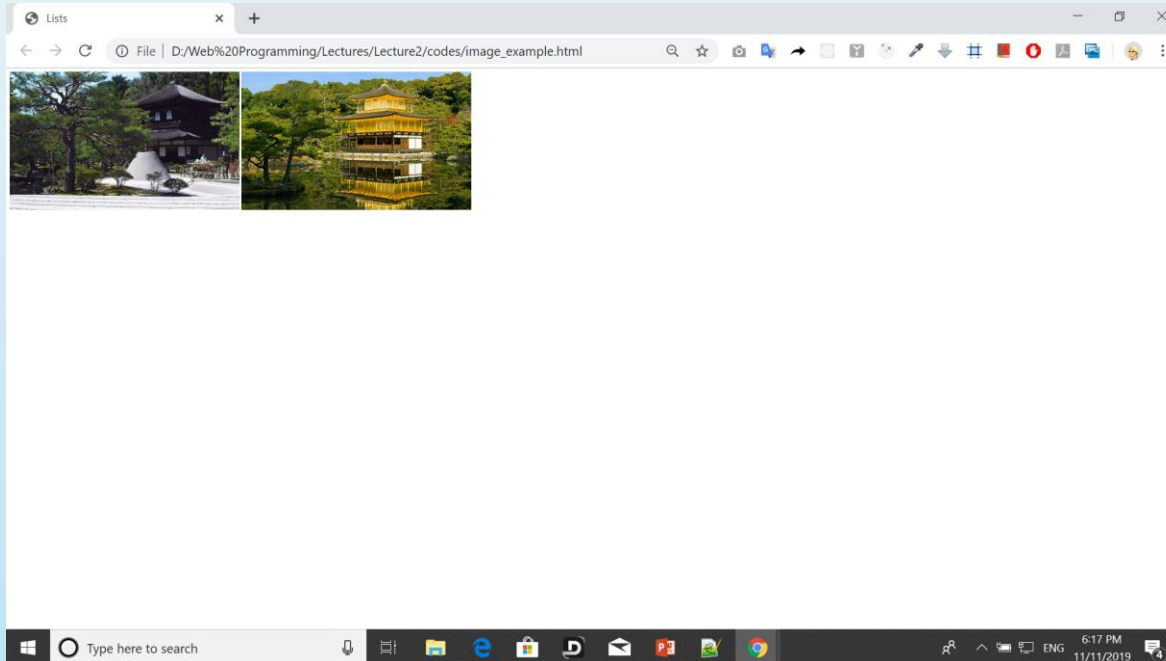 Lists
File | D:/Web%20Programming/Lectures/Lecture2/codes/image_example.html
Type here to search
ENG
6:17 PM
11/11/2019
4